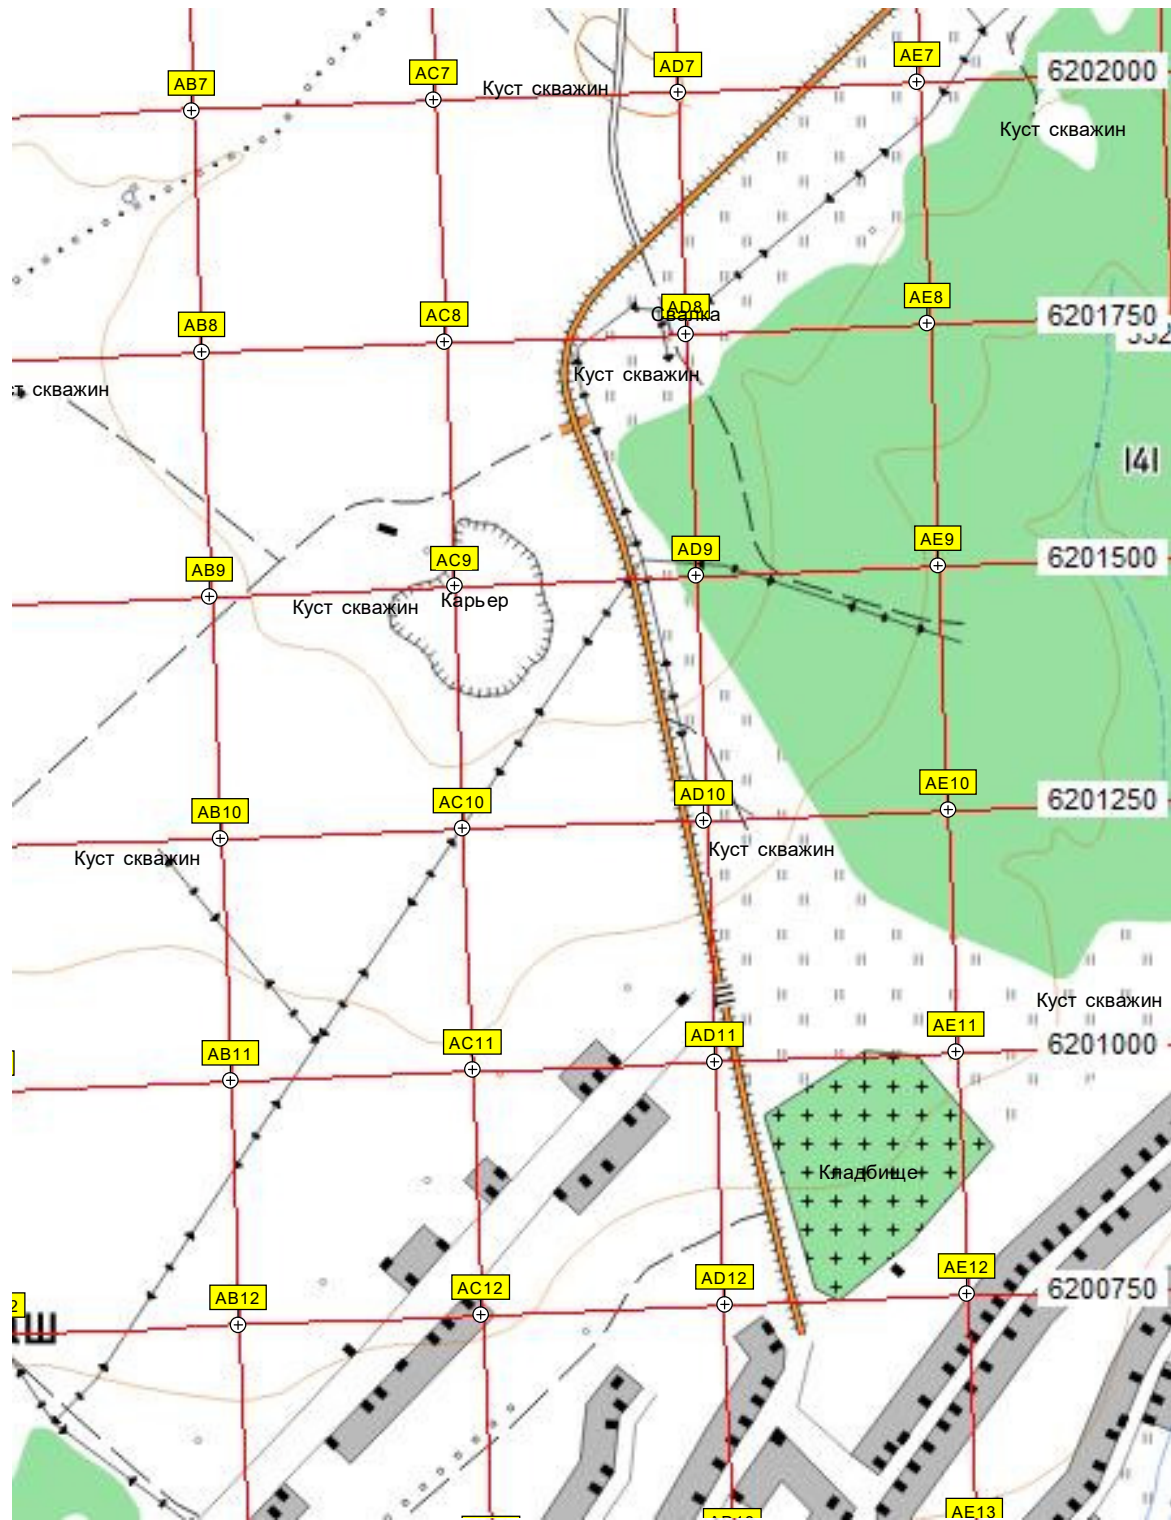 AE7
AD7
6202000
AC7
AB7
Куст скважин
Куст скважин
AE8
AD8
Свалка
6201750
AC8
AB8
Куст скважин
ст скважин
I4I
AE9
AD9
6201500
AC9
AB9
Карьер
Куст скважин
AE10
AD10
6201250
AC10
AB10
Куст скважин
Куст скважин
Куст скважин
AE11
AD11
6201000
AC11
AB11
Кладбище
AE12
AD12
6200750
AC12
AB12
2
AE13